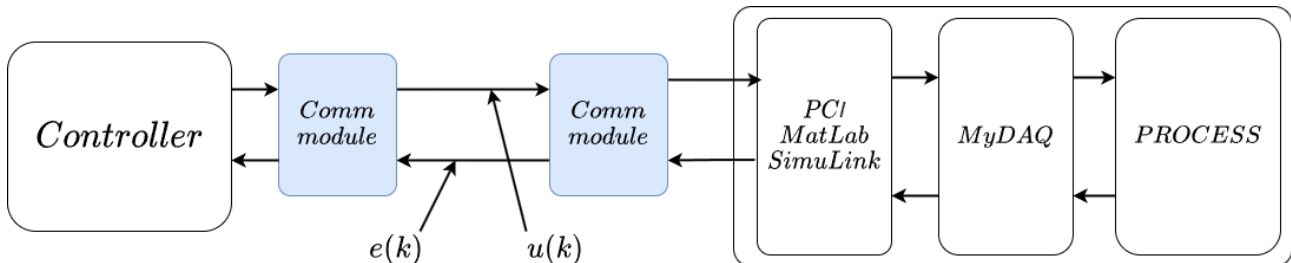 Controller
Comm
module
Comm
module
PC/
MatLab
SimuLink
MyDAQ
PROCESS
e(k)
u(k)